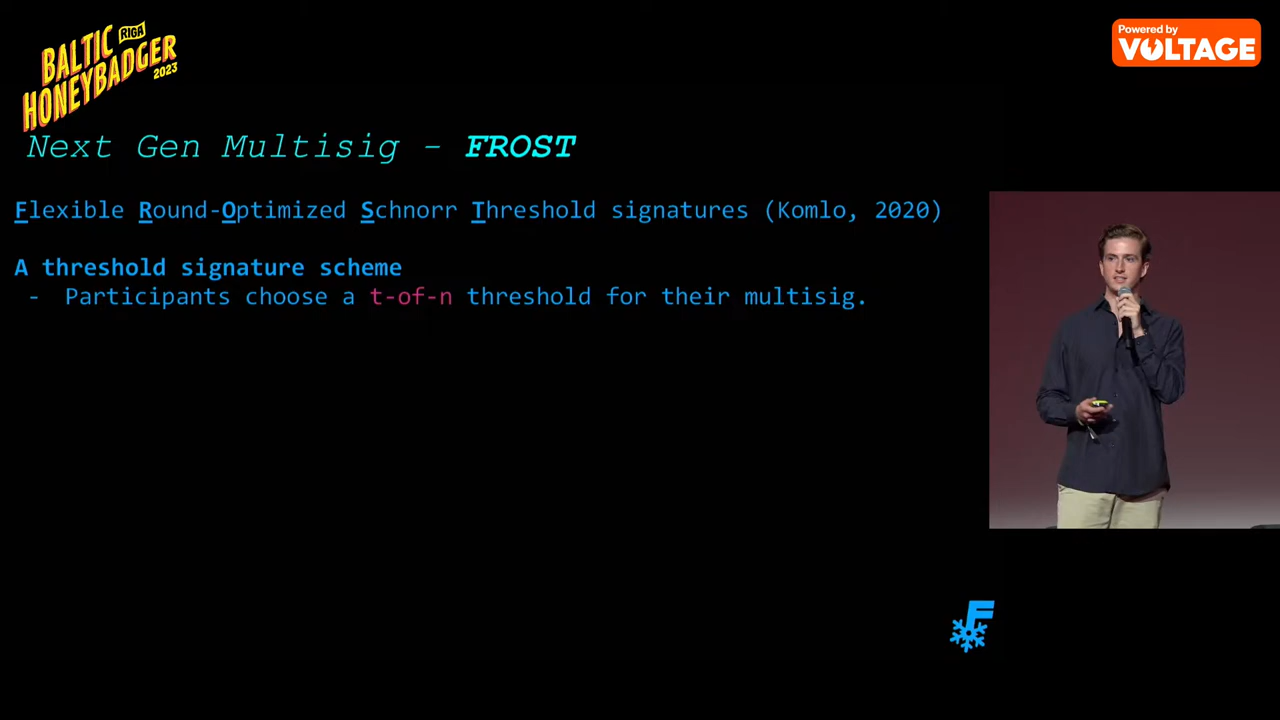 BALTIC
RIGA
HONEYBADGER
2023
Powered by
VOLTAGE
Next Gen Multisig - FROST
Flexible Round-Optimized Schnorr Threshold signatures (Komlo, 2020)
A threshold signature scheme
- Participants choose a t-of-n threshold for their multisig.
F